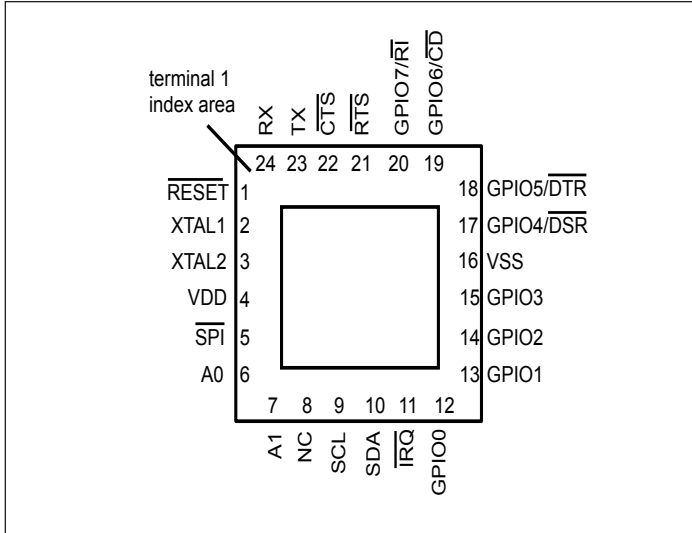 terminal 1
index area
RX
TX
CTS
RTS
GPIO7/RI
GPIO6/CD
24 23 22 21 20 19
RESET 1
18 GPIO5/DTR
XTAL1 2
17 GPIO4/DSR
XTAL2 3
16 VSS
VDD 4
15 GPIO3
SPI 5
14 GPIO2
A0 6
13 GPIO1
7 8 9 10 11 12
A1
NC
SCL
SDA
IRQ
GPIO0